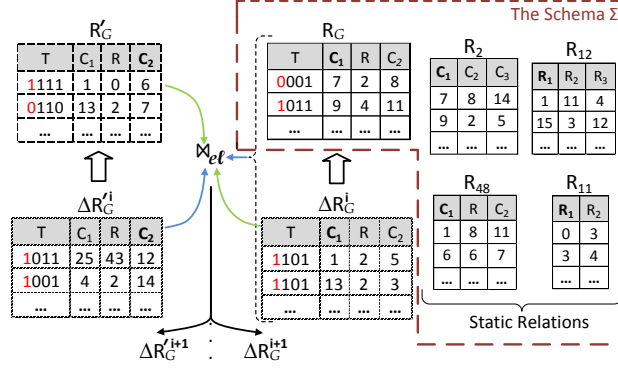 The Schema Σ
R′G
T C1 R C2
1111 1 0 6
0110 13 2 7
... ... ... ...
RG
T C1 R C2
0001 7 2 8
1011 9 4 11
... ... ... ...
R2
C1 C2 C3
7 8 14
9 2 5
... ... ...
R12
R1 R2 R3
1 11 4
15 3 12
... ... ...
⋈eℓ
ΔR′G^i
T C1 R C2
1011 25 43 12
1001 4 2 14
... ... ... ...
ΔRG^i
T C1 R C2
1101 1 2 5
1101 13 2 3
... ... ... ...
R48
C1 R C2
1 8 11
6 6 7
... ... ...
R11
R1 R2
0 3
3 4
... ...
Static Relations
ΔR′G^i+1 ΔRG^i+1